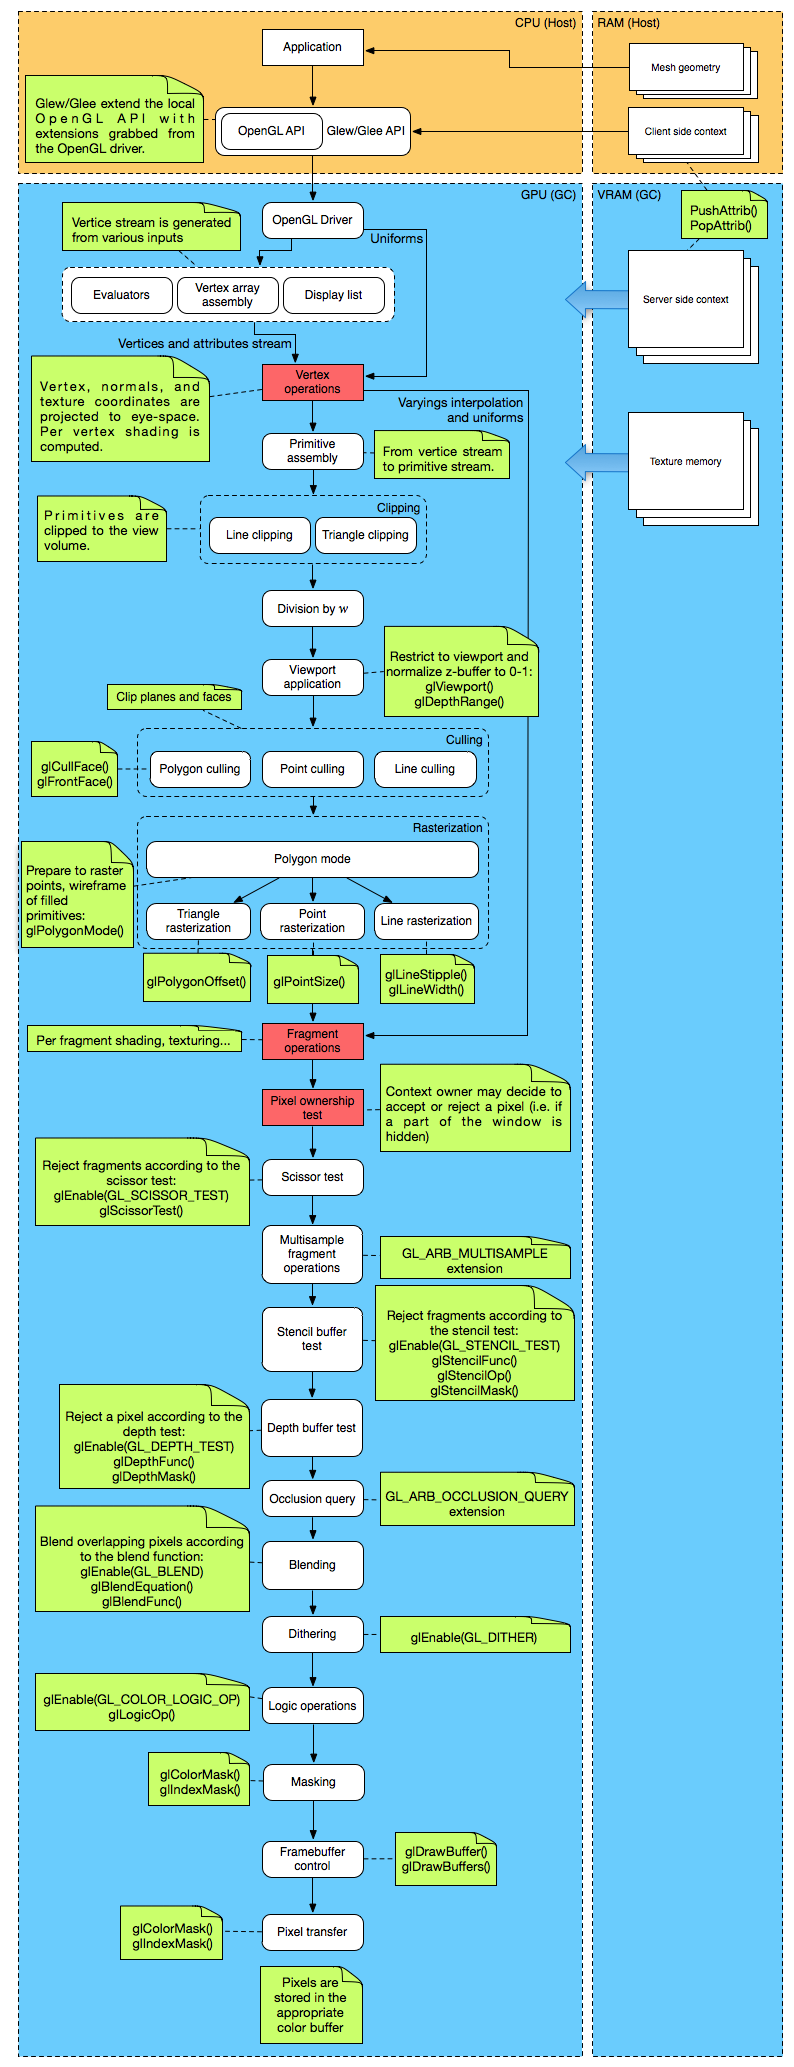 CPU (Host)
RAM (Host)
Application
Mesh geometry
Glew/Glee extend the local
OpenGL API with
extensions grabbed from
the OpenGL driver.
OpenGL API
Glew/Glee API
Client side context
GPU (GC)
VRAM (GC)
PushAttrib()
PopAttrib()
Vertice stream is generated
from various inputs
OpenGL Driver
Uniforms
Evaluators
Vertex array
assembly
Display list
Server side context
Vertices and attributes stream
Vertex, normals, and
texture coordinates are
projected to eye-space.
Per vertex shading is
computed.
Vertex
operations
Varyings interpolation
and uniforms
Primitive
assembly
From vertice stream
to primitive stream.
Texture memory
Clipping
Primitives are
clipped to the view
volume.
Line clipping
Triangle clipping
Division by w
Viewport
application
Restrict to viewport and
normalize z-buffer to 0-1:
glViewport()
glDepthRange()
Clip planes and faces
Culling
glCullFace()
glFrontFace()
Polygon culling
Point culling
Line culling
Rasterization
Polygon mode
Prepare to raster
points, wireframe
of filled
primitives:
glPolygonMode()
Triangle
rasterization
Point
rasterization
Line rasterization
glPolygonOffset()
glPointSize()
glLineStipple()
glLineWidth()
Per fragment shading, texturing...
Fragment
operations
Pixel ownership
test
Context owner may decide to
accept or reject a pixel (i.e. if
a part of the window is
hidden)
Reject fragments according to the
scissor test:
glEnable(GL_SCISSOR_TEST)
glScissorTest()
Scissor test
Multisample
fragment
operations
GL_ARB_MULTISAMPLE
extension
Stencil buffer
test
Reject fragments according to
the stencil test:
glEnable(GL_STENCIL_TEST)
glStencilFunc()
glStencilOp()
glStencilMask()
Reject a pixel according to the
depth test:
glEnable(GL_DEPTH_TEST)
glDepthFunc()
glDepthMask()
Depth buffer test
Occlusion query
GL_ARB_OCCLUSION_QUERY
extension
Blend overlapping pixels according
to the blend function:
glEnable(GL_BLEND)
glBlendEquation()
glBlendFunc()
Blending
Dithering
glEnable(GL_DITHER)
glEnable(GL_COLOR_LOGIC_OP)
glLogicOp()
Logic operations
glColorMask()
glIndexMask()
Masking
Framebuffer
control
glDrawBuffer()
glDrawBuffers()
glColorMask()
glIndexMask()
Pixel transfer
Pixels are
stored in the
appropriate
color buffer